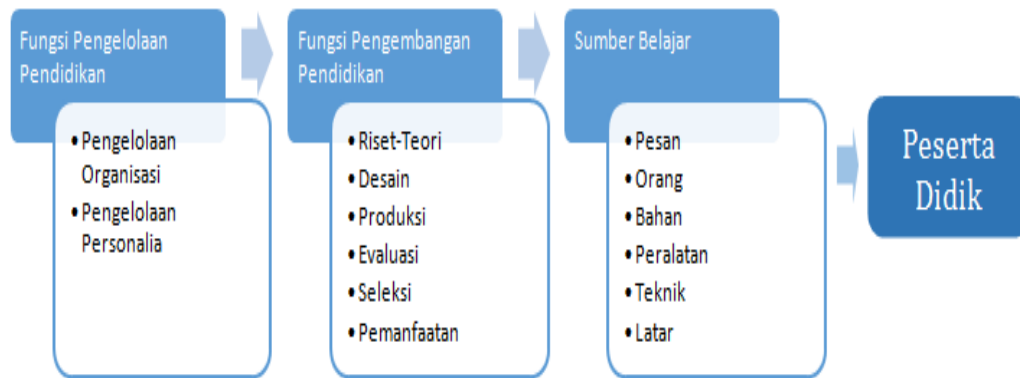 Fungsi Pengelolaan
Pendidikan
• Pengelolaan
Organisasi
• Pengelolaan
Personalia
Fungsi Pengembangan
Pendidikan
• Riset-Teori
• Desain
• Produksi
• Evaluasi
• Seleksi
• Pemanfaatan
Sumber Belajar
• Pesan
• Orang
• Bahan
• Peralatan
• Teknik
• Latar
Peserta
Didik